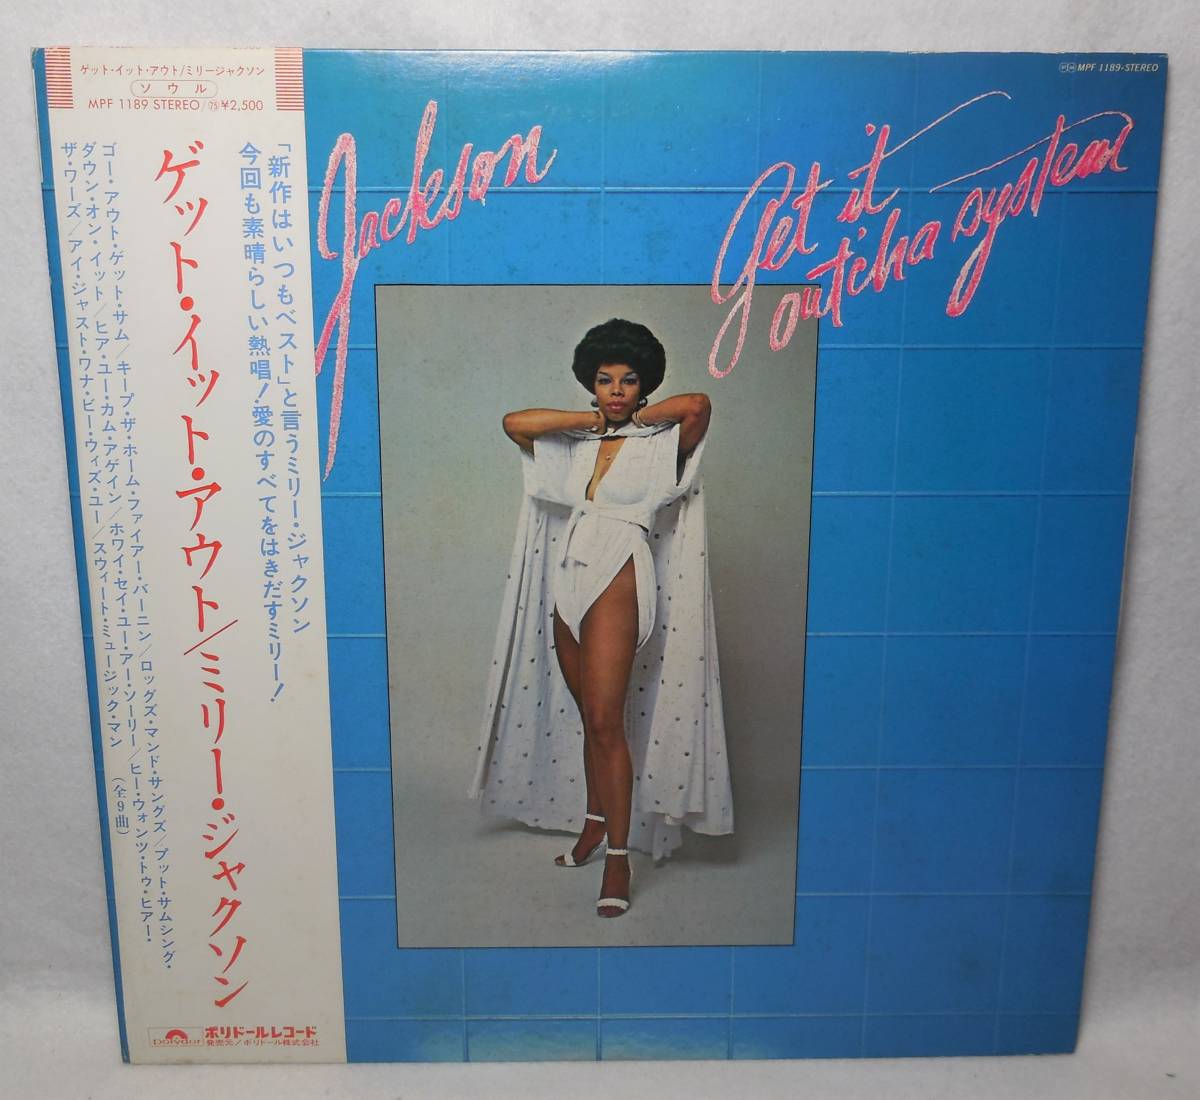 ゲット・イット・アウト/ミリージャクソン
ソウル
MPF 1189 STEREO/75¥2,500
「新作はいつもベスト」と言うミリー・ジャクソン
今回も素晴らしい熱唱!愛のすべてをはきだすミリー!
ゲット・イット・アウト/ミリー・ジャクソン
ゴー・アウト・ゲット・サム/キープ・ザ・ホーム・ファイアー・バーニン/ロッグズ・マンド・サングズ/プット・サムシング・
ダウン・オン・イット/ヒア・ユー・カム・アゲイン/ホワイ・セイ・ユー・アー・ソーリー/ヒー・ウォンツ・トゥ・ヒアー・
ザ・ワーズ/アイ・ジャスト・ワナ・ビー・ウィズ・ユー/スウィート・ミュージック・マン
(全9曲)
polydor
ポリドールレコード
発売元/ポリドール株式会社
Jackson
Get it
outcha system
MPF 1189-STEREO